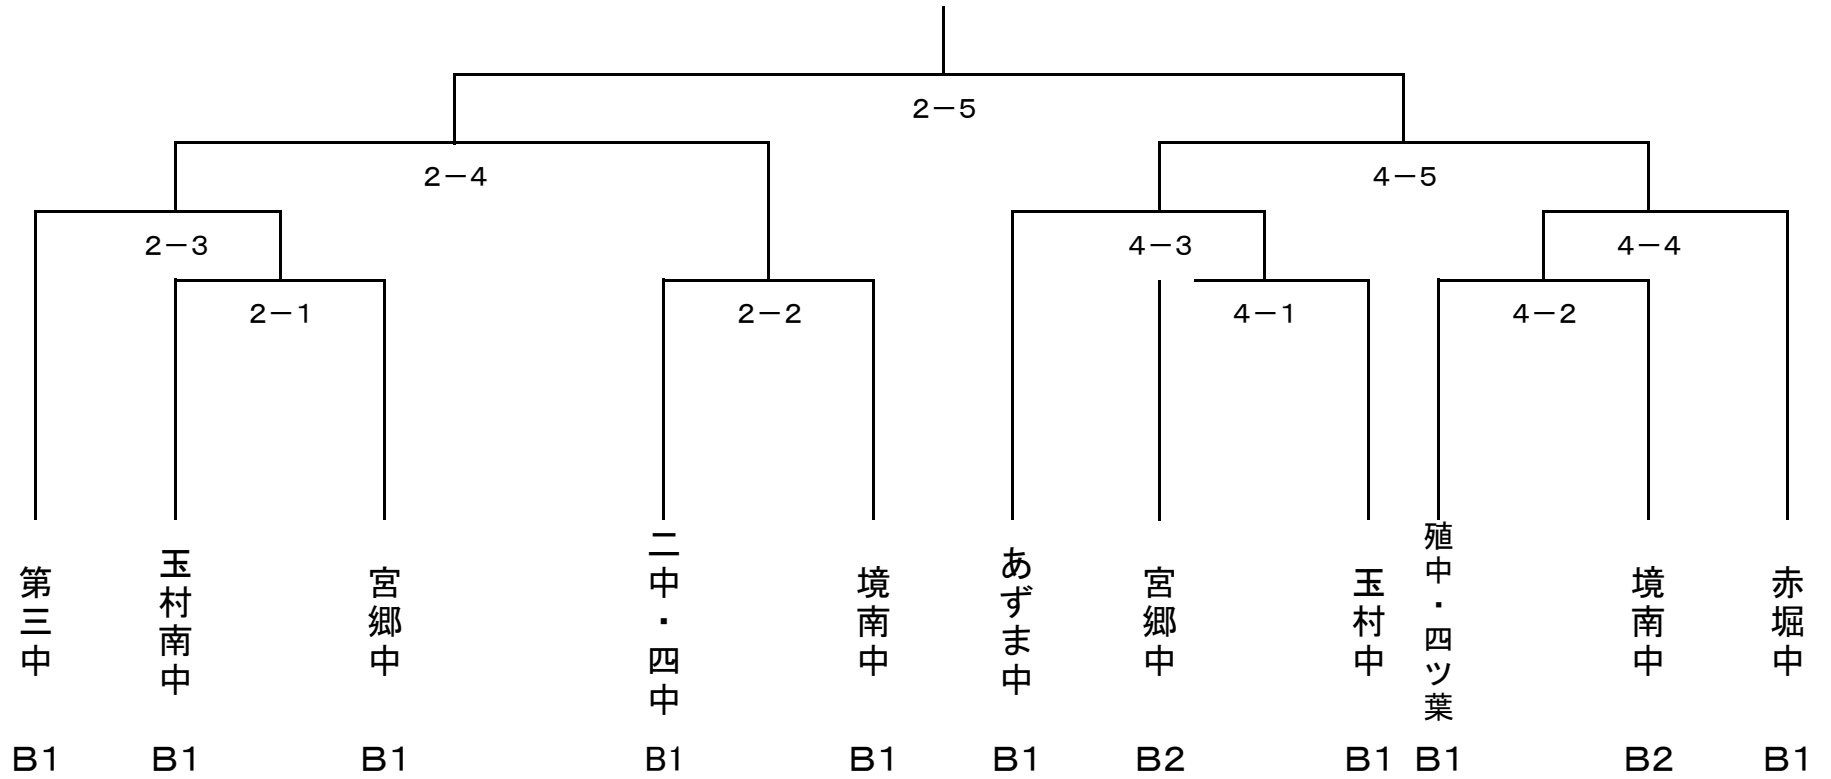 2－5
2－4
4－5
2－3
4－3
4－4
2－1
2－2
4－1
4－2
第三中
玉村南中
宮郷中
二中・四中
境南中
あずま中
宮郷中
玉村中
殖中・四ツ葉
境南中
赤堀中
B1
B1
B1
B1
B1
B1
B2
B1
B1
B2
B1